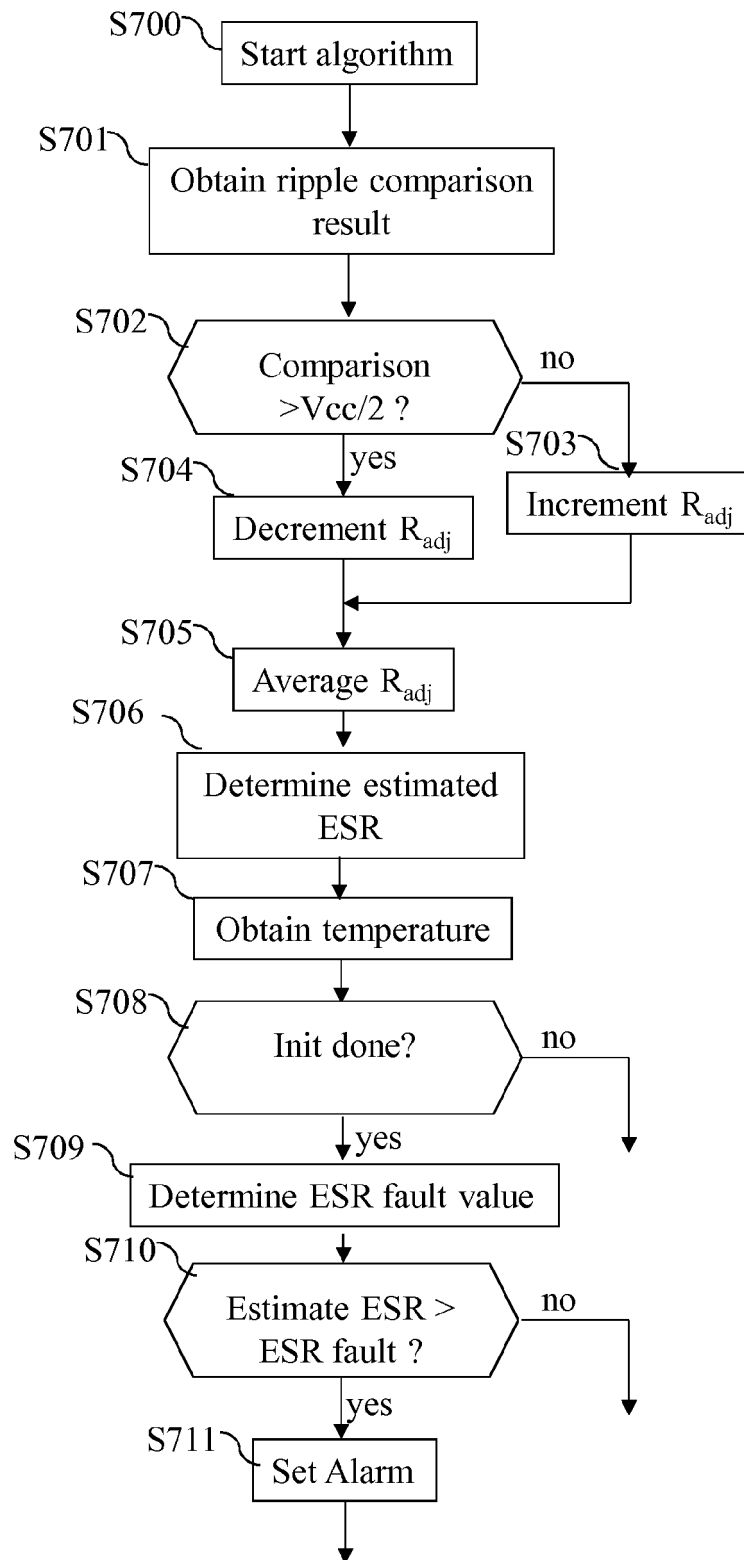 S700
Start algorithm
S701
Obtain ripple comparison
result
S702
Comparison
>Vcc/2 ?
no
yes
S703
Increment Radj
S704
Decrement Radj
S705
Average Radj
S706
Determine estimated
ESR
S707
Obtain temperature
S708
Init done?
no
yes
S709
Determine ESR fault value
S710
Estimate ESR >
ESR fault ?
no
yes
S711
Set Alarm